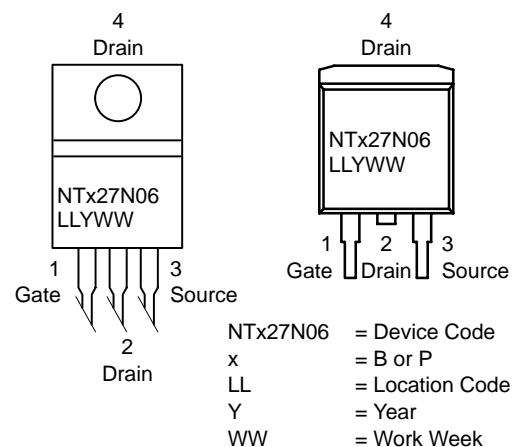 4
Drain
NTx27N06
LLYWW
1
Gate
3
Source
2
Drain
4
Drain
NTx27N06
LLYWW
1
Gate
2
Drain
3
Source
NTx27N06 = Device Code
x = B or P
LL = Location Code
Y = Year
WW = Work Week